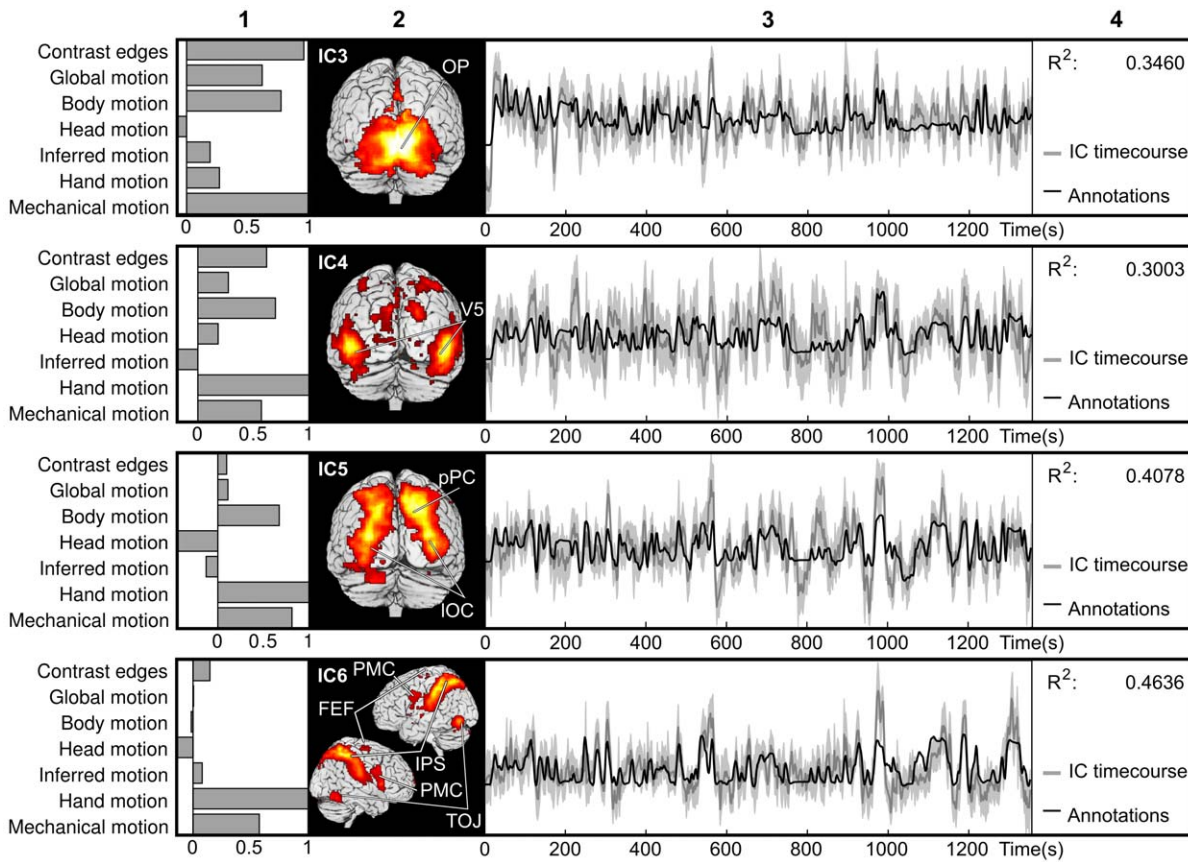 1 2 3 4
Contrast edges
Global motion
Body motion
Head motion
Inferred motion
Hand motion
Mechanical motion
0 0.5 1
IC3
OP
0 200 400 600 800 1000 1200 Time(s)
R²: 0.3460
IC timecourse
Annotations
Contrast edges
Global motion
Body motion
Head motion
Inferred motion
Hand motion
Mechanical motion
0 0.5 1
IC4
V5
0 200 400 600 800 1000 1200 Time(s)
R²: 0.3003
IC timecourse
Annotations
Contrast edges
Global motion
Body motion
Head motion
Inferred motion
Hand motion
Mechanical motion
0 0.5 1
IC5
pPC
IOC
0 200 400 600 800 1000 1200 Time(s)
R²: 0.4078
IC timecourse
Annotations
Contrast edges
Global motion
Body motion
Head motion
Inferred motion
Hand motion
Mechanical motion
0 0.5 1
IC6
PMC
FEF
IPS
PMC
TOJ
0 200 400 600 800 1000 1200 Time(s)
R²: 0.4636
IC timecourse
Annotations